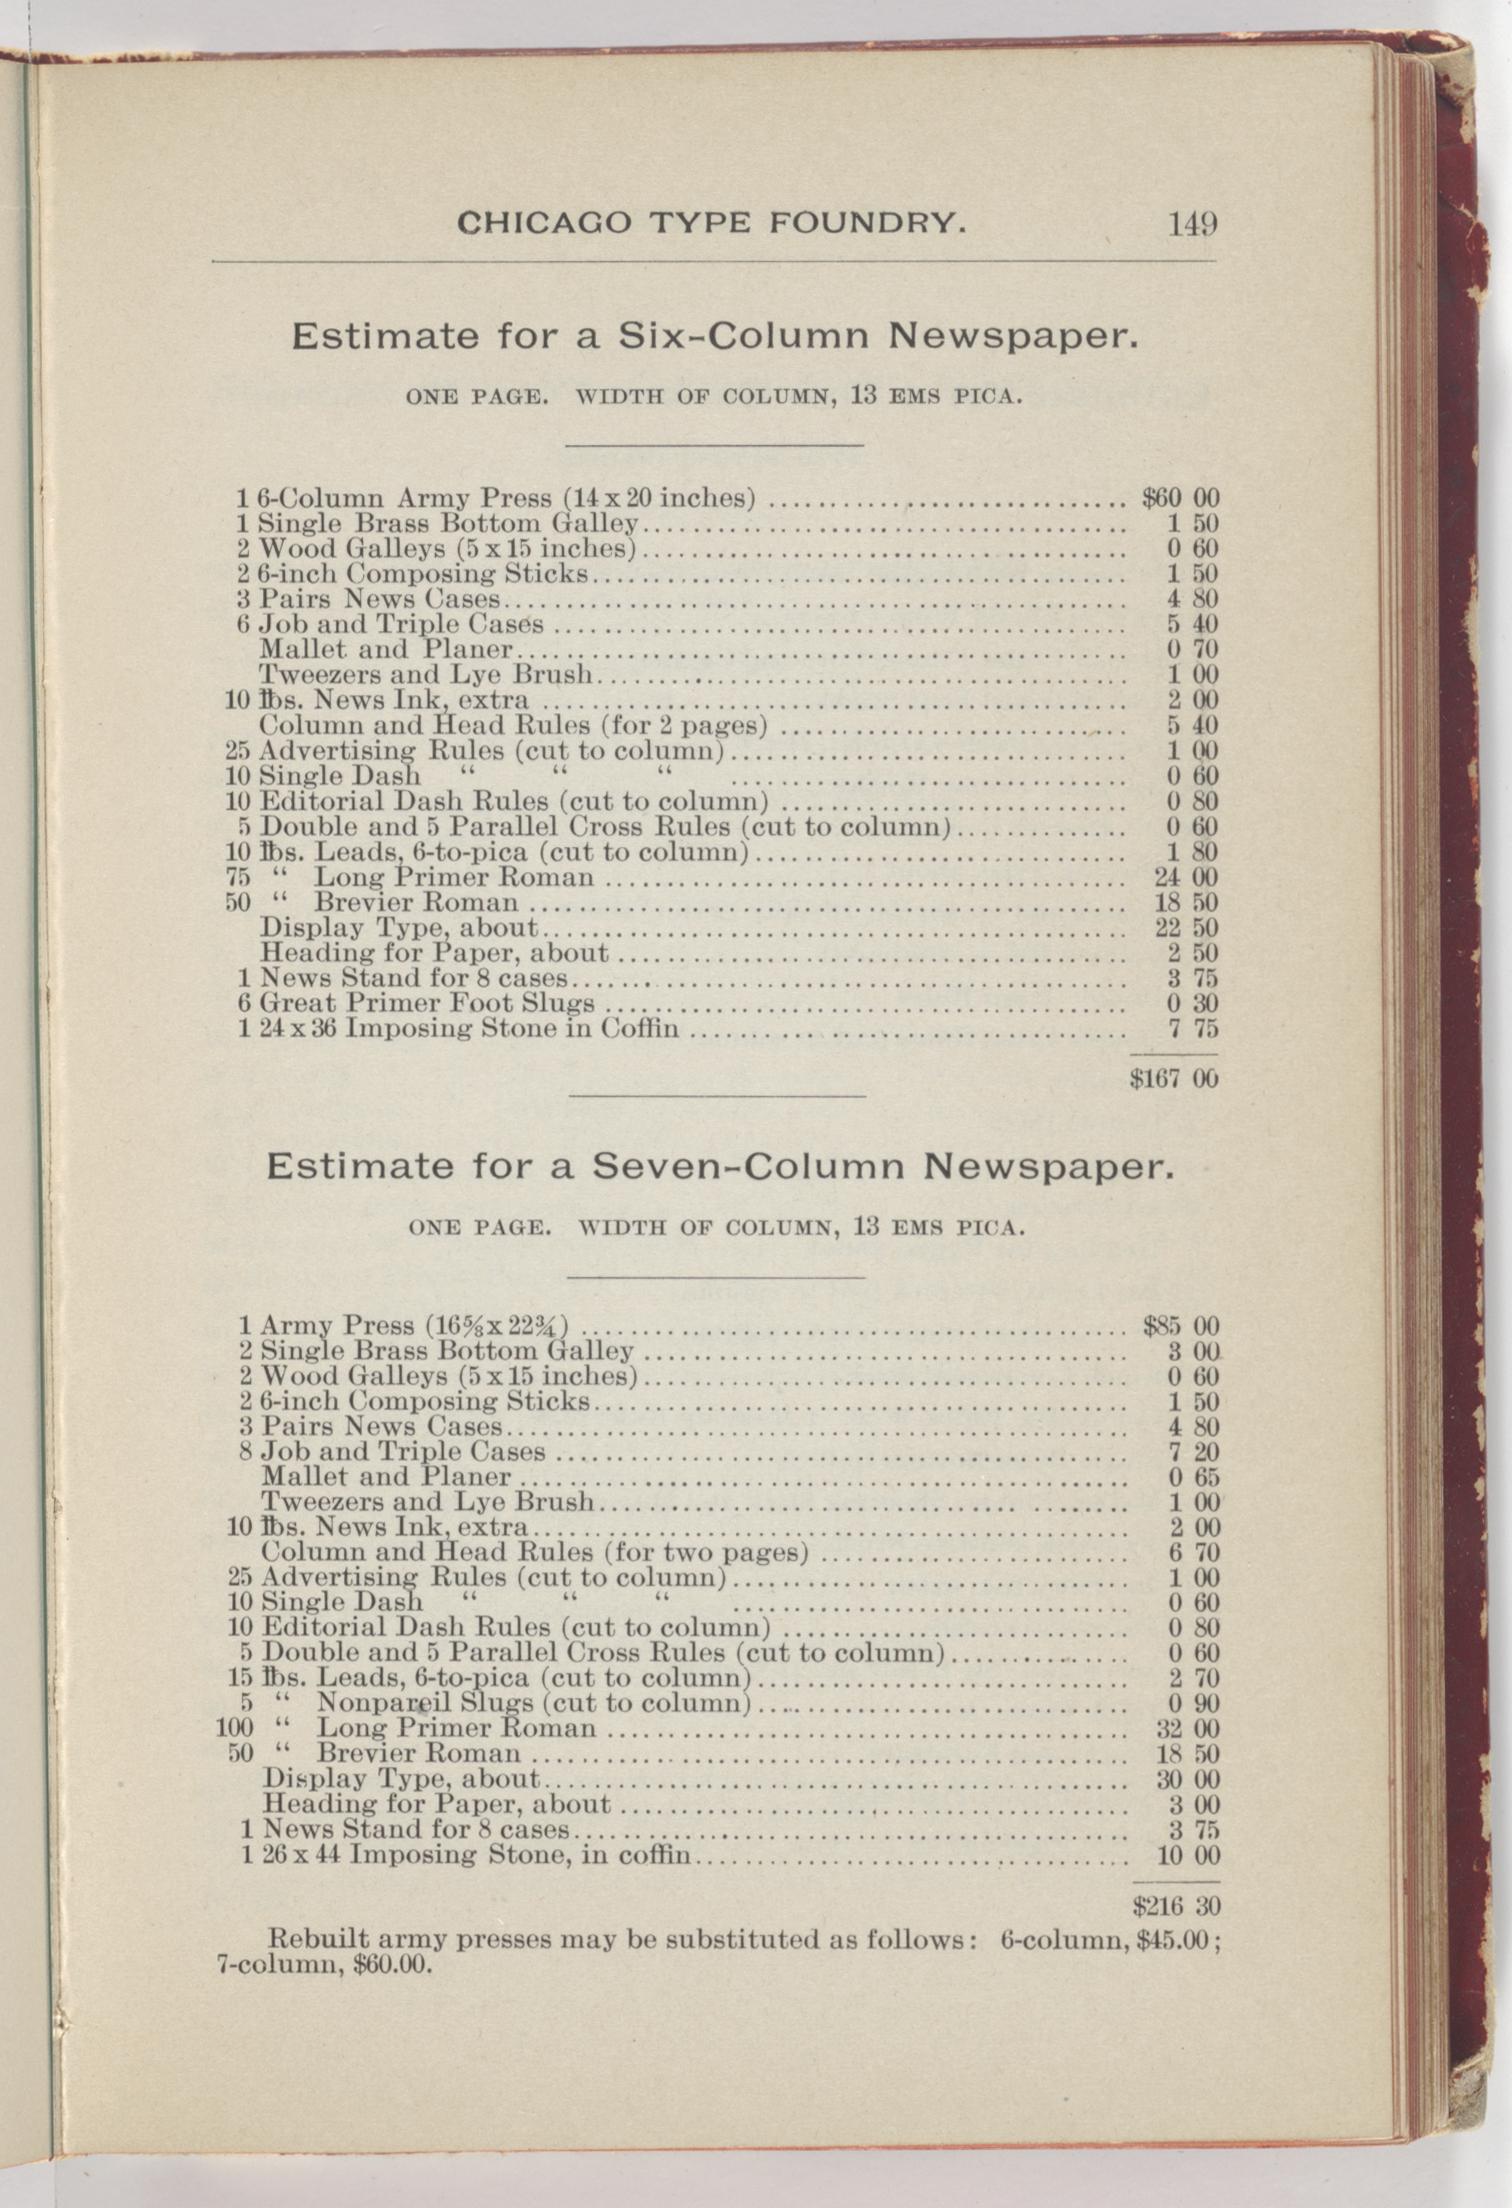 CHICAGO TYPE FOUNDRY. 149
Estimate for a Six-Column Newspaper.
ONE PAGE. WIDTH OF COLUMN, 13 EMS PICA.
1 6-Column Army Press (14 x 20 inches) ........ $60 00
1 Single Brass Bottom Galley........ 1 50
2 Wood Galleys (5 x 15 inches)........ 0 60
2 6-inch Composing Sticks........ 1 50
3 Pairs News Cases........ 4 80
6 Job and Triple Cases ........ 5 40
Mallet and Planer........ 0 70
Tweezers and Lye Brush........ 1 00
10 lbs. News Ink, extra ........ 2 00
Column and Head Rules (for 2 pages) ........ 5 40
25 Advertising Rules (cut to column)........ 1 00
10 Single Dash “ “ “ ........ 0 60
10 Editorial Dash Rules (cut to column) ........ 0 80
5 Double and 5 Parallel Cross Rules (cut to column)........ 0 60
10 lbs. Leads, 6-to-pica (cut to column)........ 1 80
75 “ Long Primer Roman ........ 24 00
50 “ Brevier Roman ........ 18 50
Display Type, about........ 22 50
Heading for Paper, about ........ 2 50
1 News Stand for 8 cases........ 3 75
6 Great Primer Foot Slugs ........ 0 30
1 24 x 36 Imposing Stone in Coffin ........ 7 75
$167 00
Estimate for a Seven-Column Newspaper.
ONE PAGE. WIDTH OF COLUMN, 13 EMS PICA.
1 Army Press (16⅝ x 22¾) ........ $85 00
2 Single Brass Bottom Galley ........ 3 00
2 Wood Galleys (5 x 15 inches)........ 0 60
2 6-inch Composing Sticks........ 1 50
3 Pairs News Cases........ 4 80
8 Job and Triple Cases ........ 7 20
Mallet and Planer ........ 0 65
Tweezers and Lye Brush........ 1 00
10 lbs. News Ink, extra........ 2 00
Column and Head Rules (for two pages) ........ 6 70
25 Advertising Rules (cut to column)........ 1 00
10 Single Dash “ “ “ ........ 0 60
10 Editorial Dash Rules (cut to column) ........ 0 80
5 Double and 5 Parallel Cross Rules (cut to column)........ 0 60
15 lbs. Leads, 6-to-pica (cut to column)........ 2 70
5 “ Nonpareil Slugs (cut to column)........ 0 90
100 “ Long Primer Roman ........ 32 00
50 “ Brevier Roman ........ 18 50
Display Type, about........ 30 00
Heading for Paper, about ........ 3 00
1 News Stand for 8 cases........ 3 75
1 26 x 44 Imposing Stone, in coffin........ 10 00
$216 30
Rebuilt army presses may be substituted as follows: 6-column, $45.00;
7-column, $60.00.